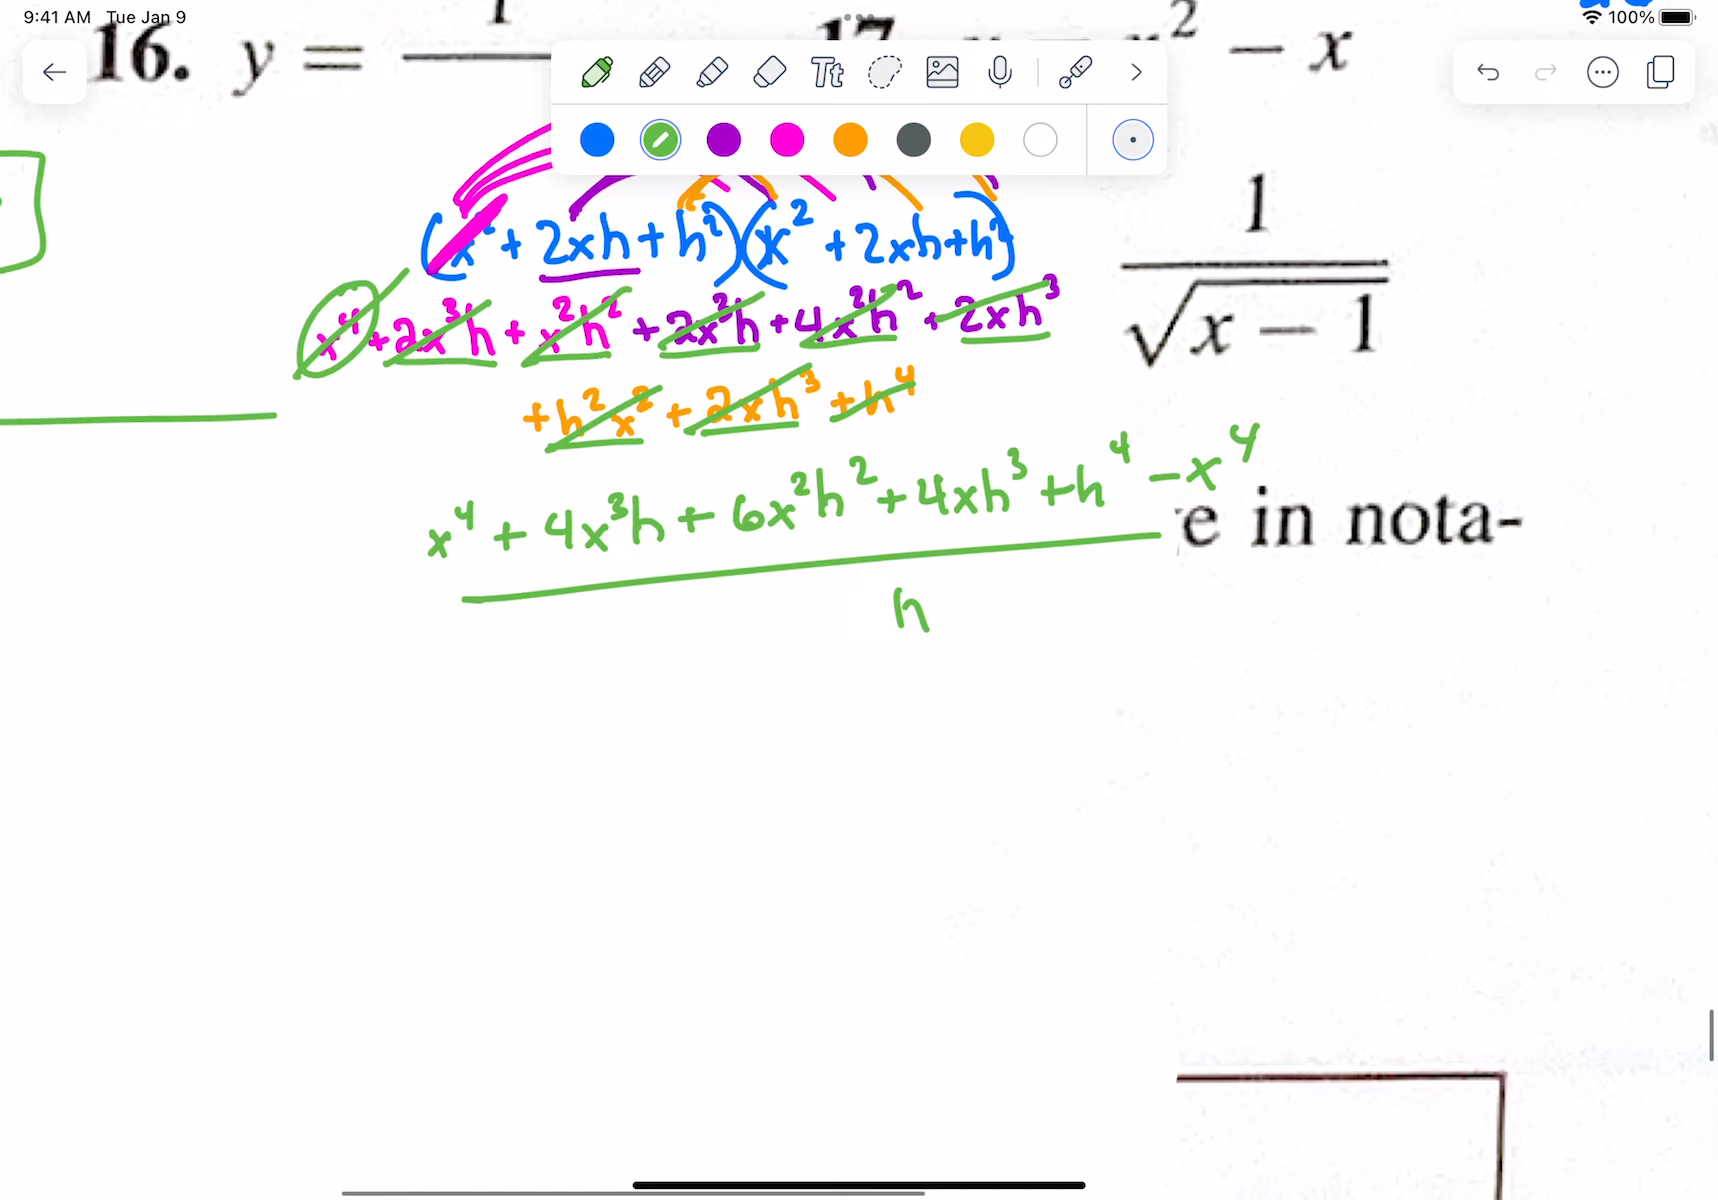 9:41 AM Tue Jan 9
100%
16. y =
17.
² − x
Tt
(x² + 2xh + h²)(x² + 2xh + h²)
1
√x − 1
x⁴ + 2x³h + x²h² + 2x³h + 4x²h² + 2xh³
+ h²x² + 2xh³ + h⁴
x⁴ + 4x³h + 6x²h² + 4xh³ + h⁴ − x⁴
h
e in nota-